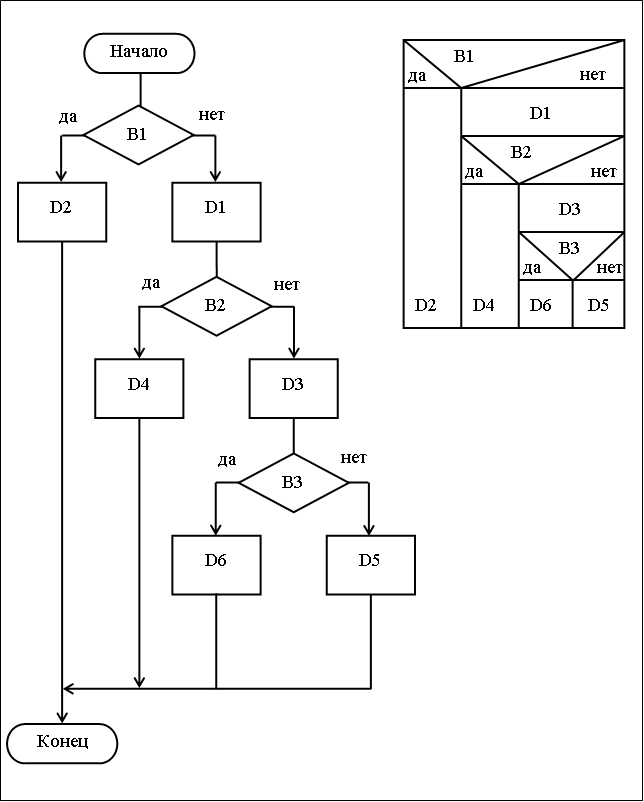 Начало
да
нет
B1
D2
D1
да
нет
B2
D4
D3
да
нет
B3
D6
D5
Конец
B1
да
нет
D1
B2
да
нет
D3
B3
да
нет
D2
D4
D6
D5